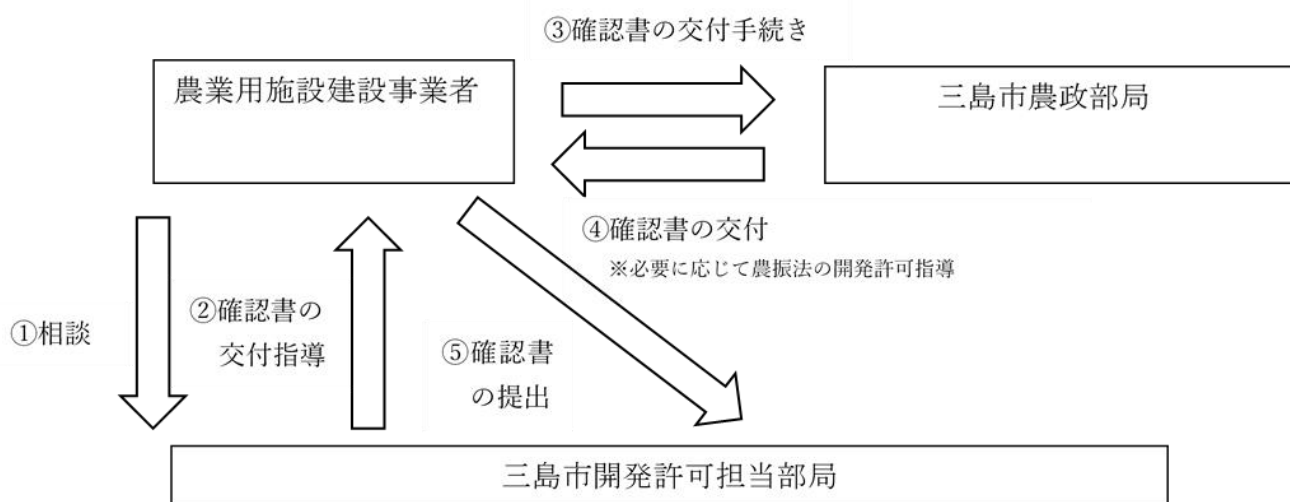 ③確認書の交付手続き
農業用施設建設事業者
三島市農政部局
④確認書の交付
※必要に応じて農振法の開発許可指導
①相談
②確認書の
交付指導
⑤確認書
の提出
三島市開発許可担当部局